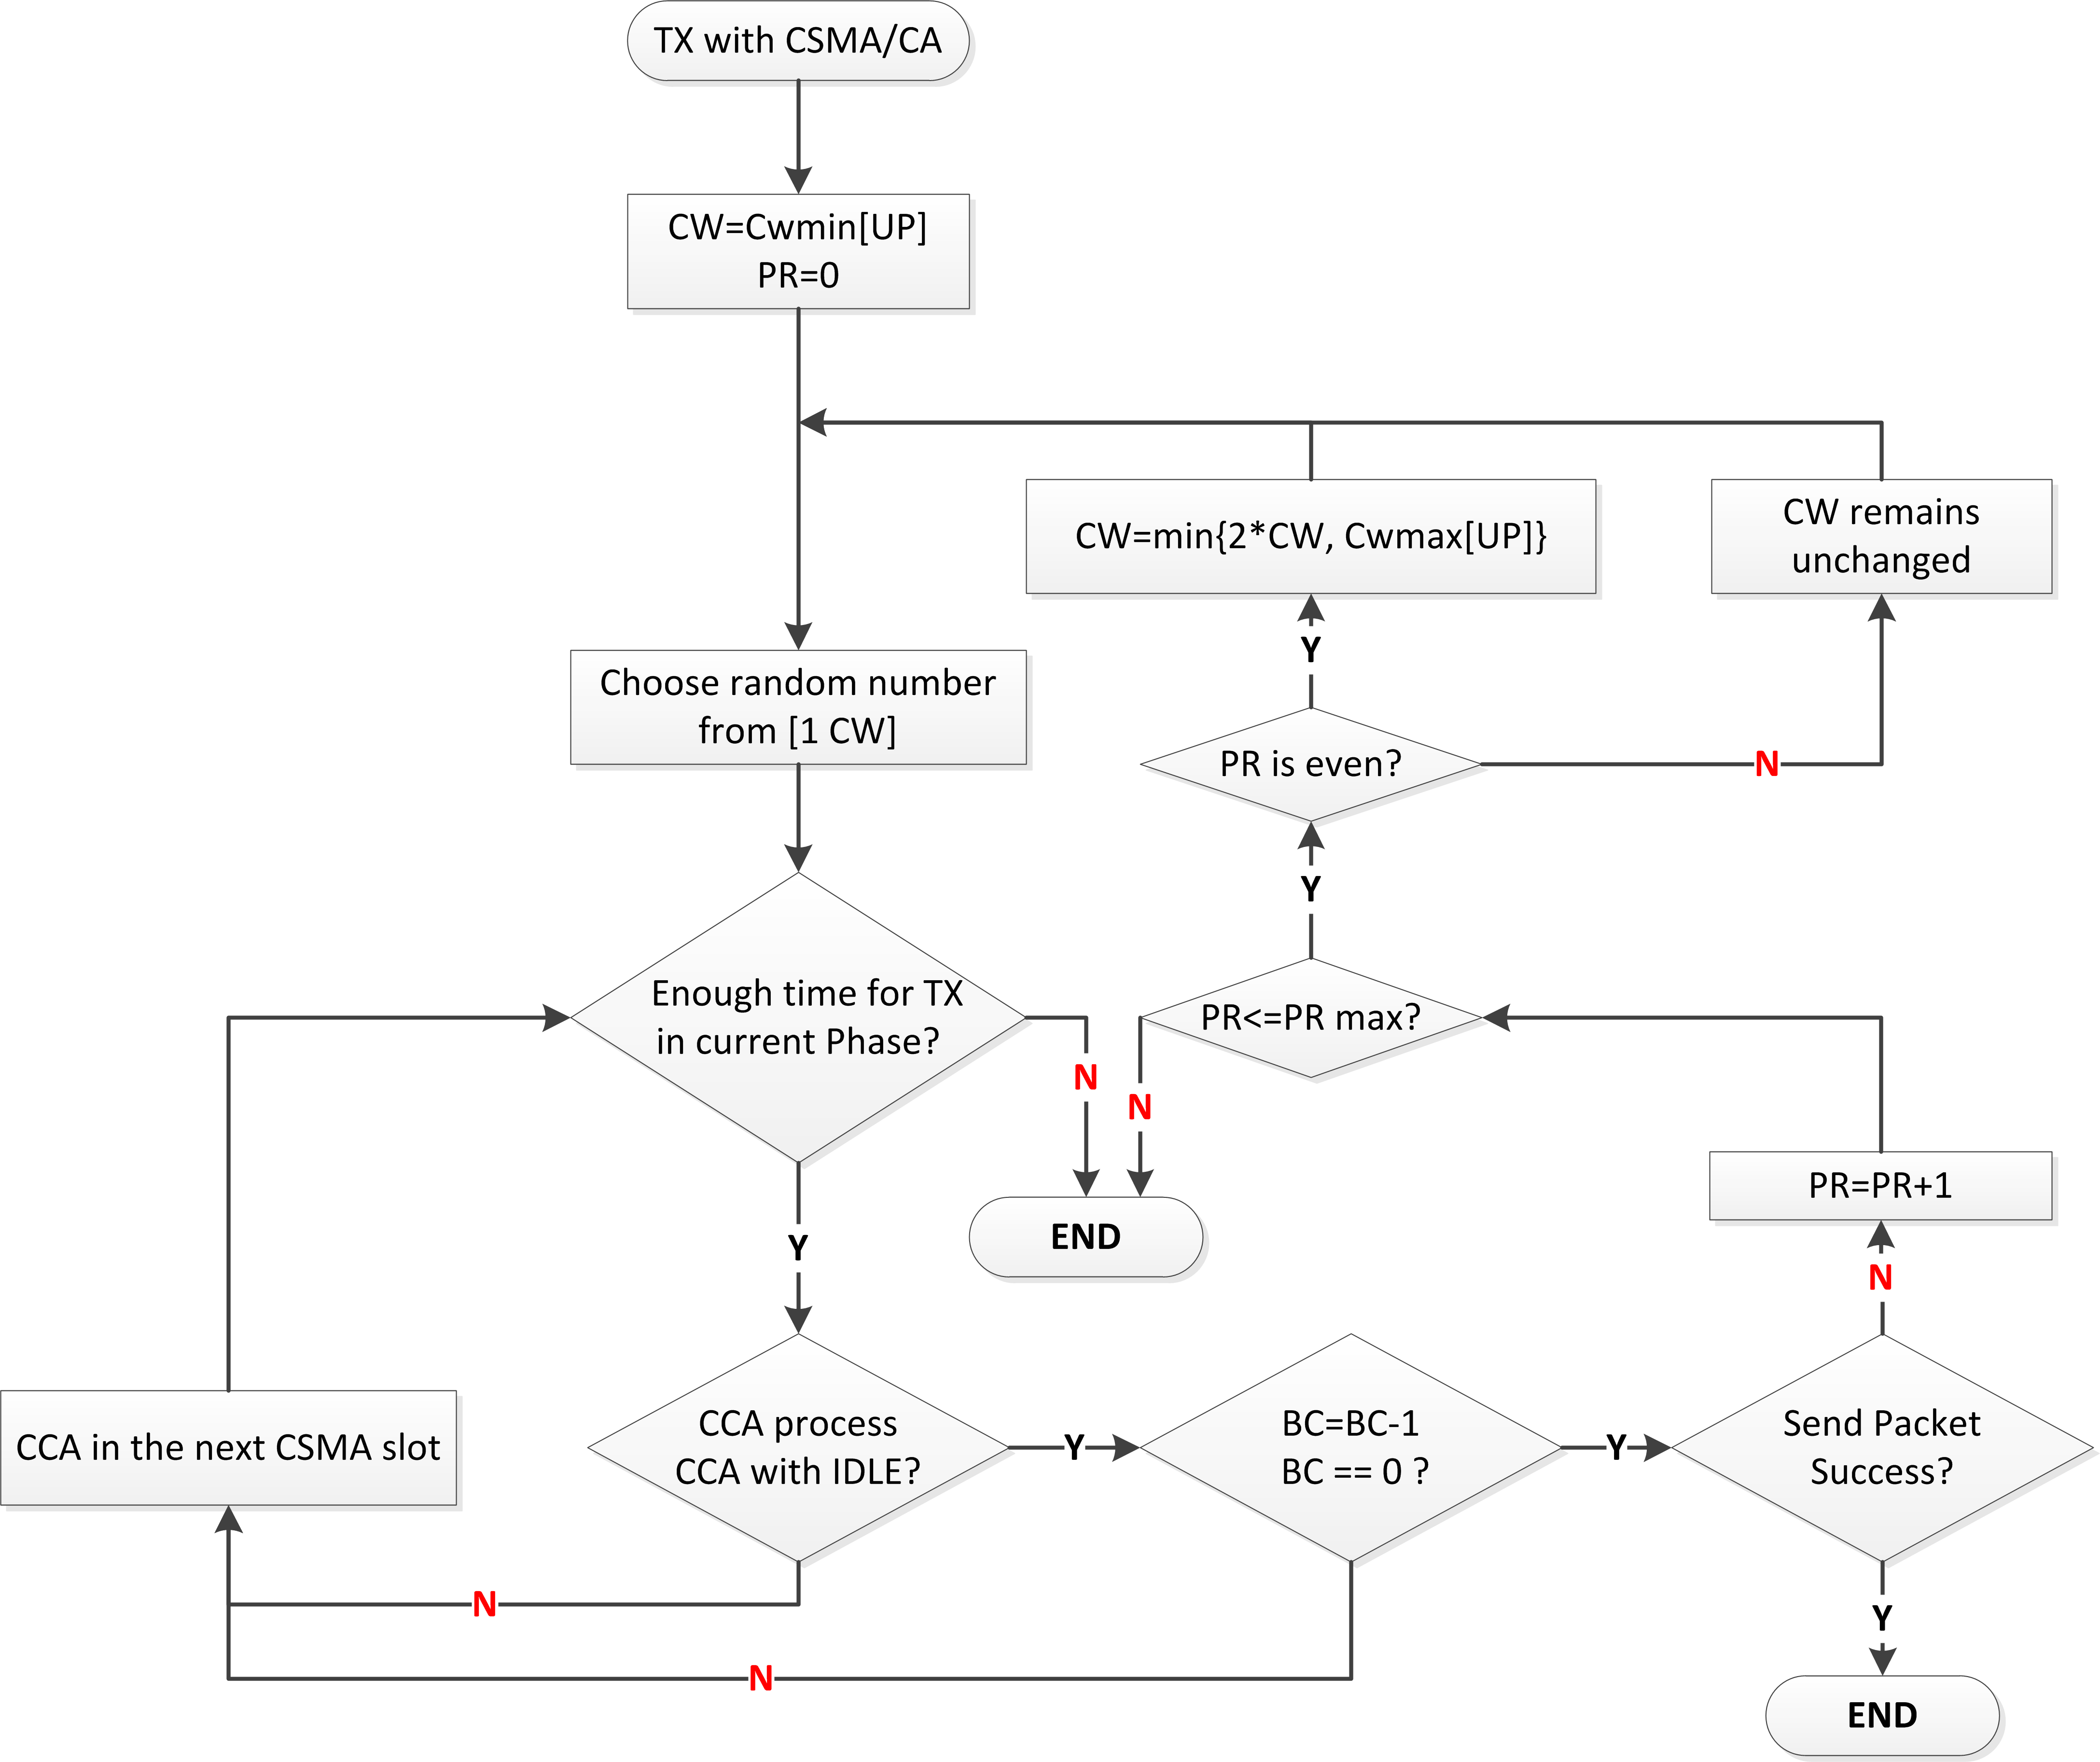 TX with CSMA/CA
CW=Cwmin[UP]
PR=0
CW=min{2*CW, Cwmax[UP]}
CW remains
unchanged
Y
Choose random number
from [1 CW]
PR is even?
N
Y
Enough time for TX
in current Phase?
PR<=PR max?
N
N
PR=PR+1
Y
END
N
CCA in the next CSMA slot
CCA process
CCA with IDLE?
Y
BC=BC-1
BC == 0 ?
Y
Send Packet
Success?
N
Y
N
END